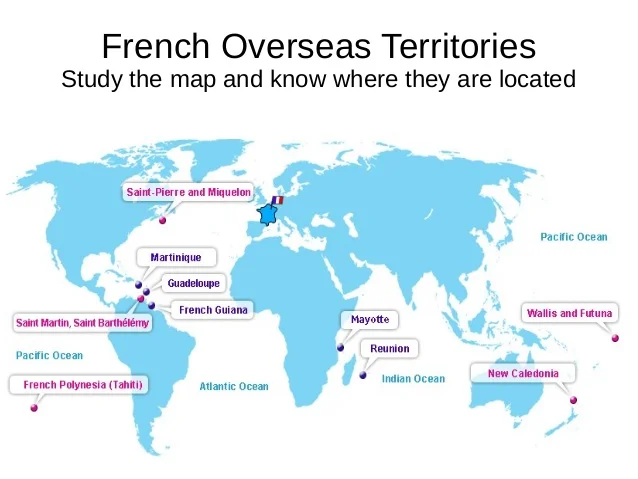 French Overseas Territories
Study the map and know where they are located
Saint-Pierre and Miquelon
Pacific Ocean
Martinique
Guadeloupe
French Guiana
Saint Martin, Saint Barthélémy
Mayotte
Wallis and Futuna
Reunion
Pacific Ocean
French Polynesia (Tahiti)
Atlantic Ocean
Indian Ocean
New Caledonia